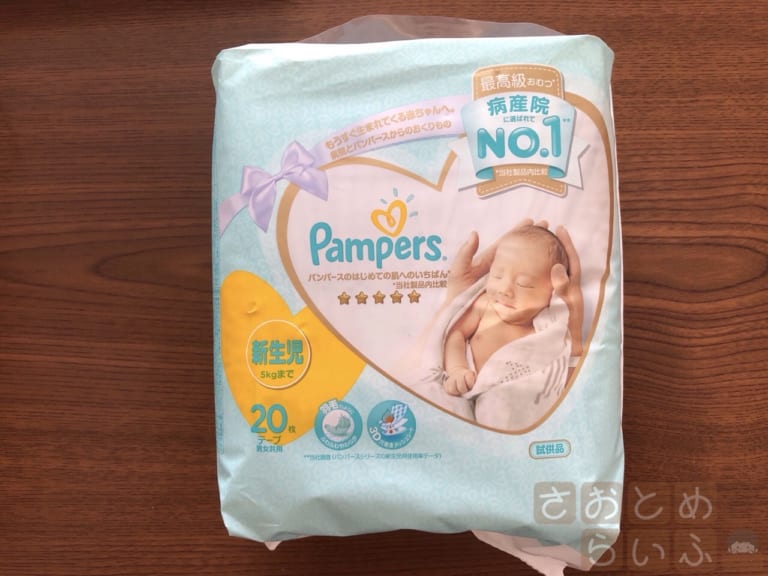 最高級おむつ*
病産院
に選ばれて
NO.1**
*当社製品内比較
もうすぐ生まれてくる赤ちゃんへ。
病院とパンパースからのおくりもの
Pampers®
パンパースのはじめての肌へのいちばん*
*当社製品内比較
新生児
5kgまで
20枚
テープ
男女共用
羽毛
3D
試供品
さおとめ
らいふ